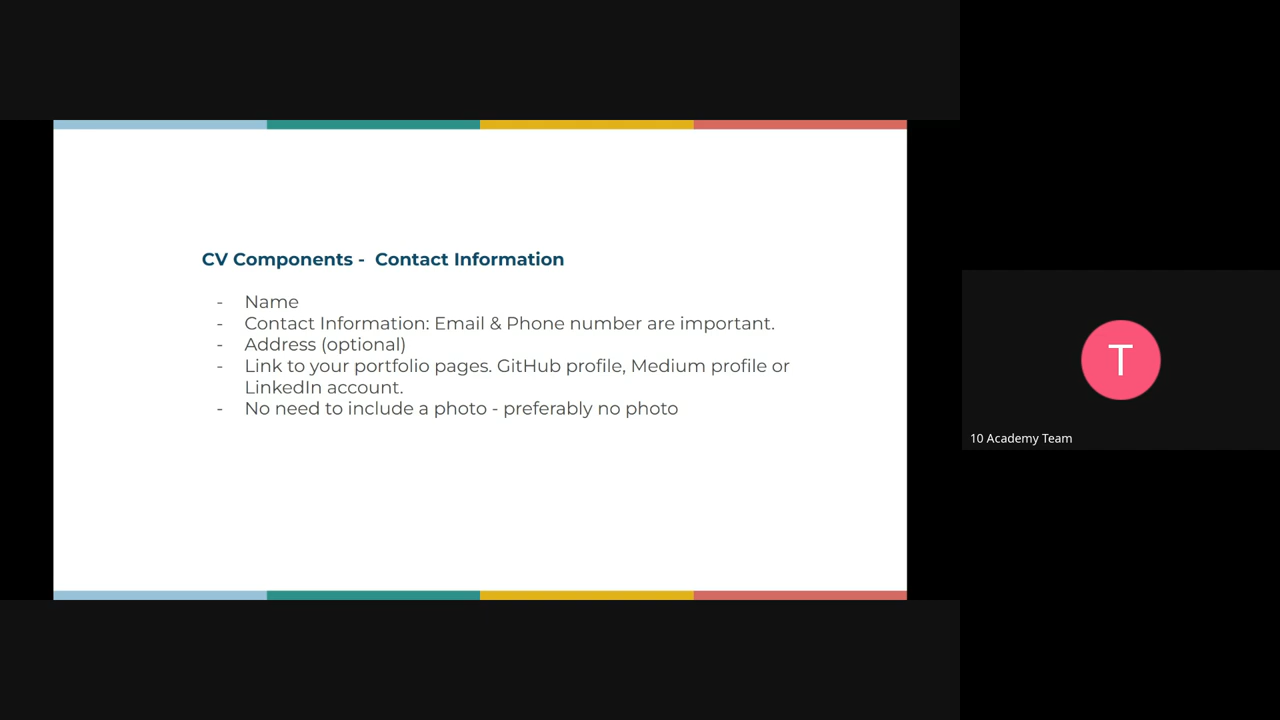 CV Components -  Contact Information
- Name
- Contact Information: Email & Phone number are important.
- Address (optional)
- Link to your portfolio pages. GitHub profile, Medium profile or
LinkedIn account.
- No need to include a photo - preferably no photo
T
10 Academy Team